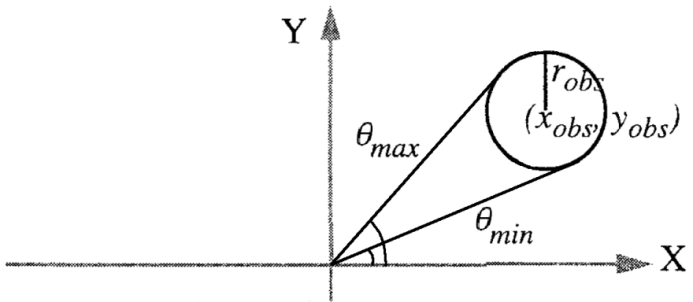 Y
r_obs
(x_obs, y_obs)
θ_max
θ_min
X